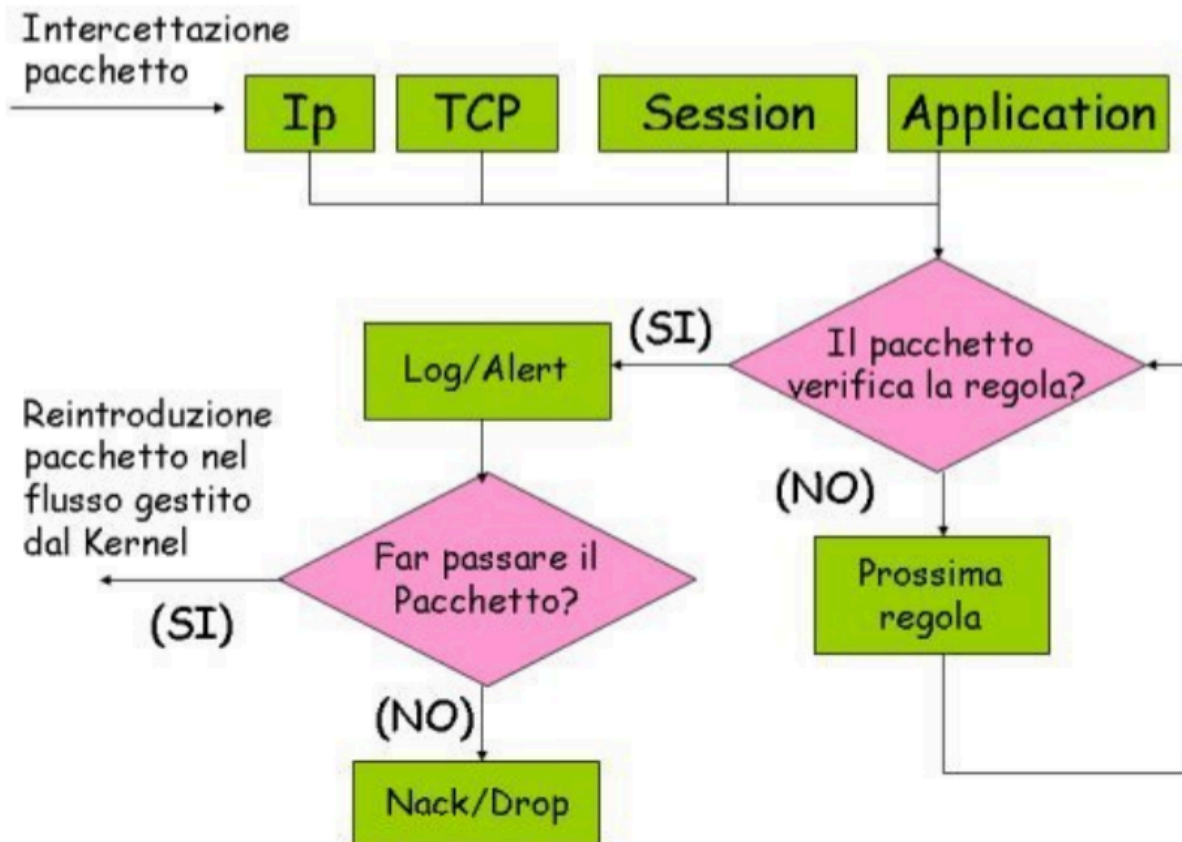 Intercettazione
pacchetto
Ip
TCP
Session
Application
Il pacchetto
verifica la regola?
(SI)
Log/Alert
(NO)
Prossima
regola
Far passare il
Pacchetto?
(SI)
Reintroduzione
pacchetto nel
flusso gestito
dal Kernel
(NO)
Nack/Drop